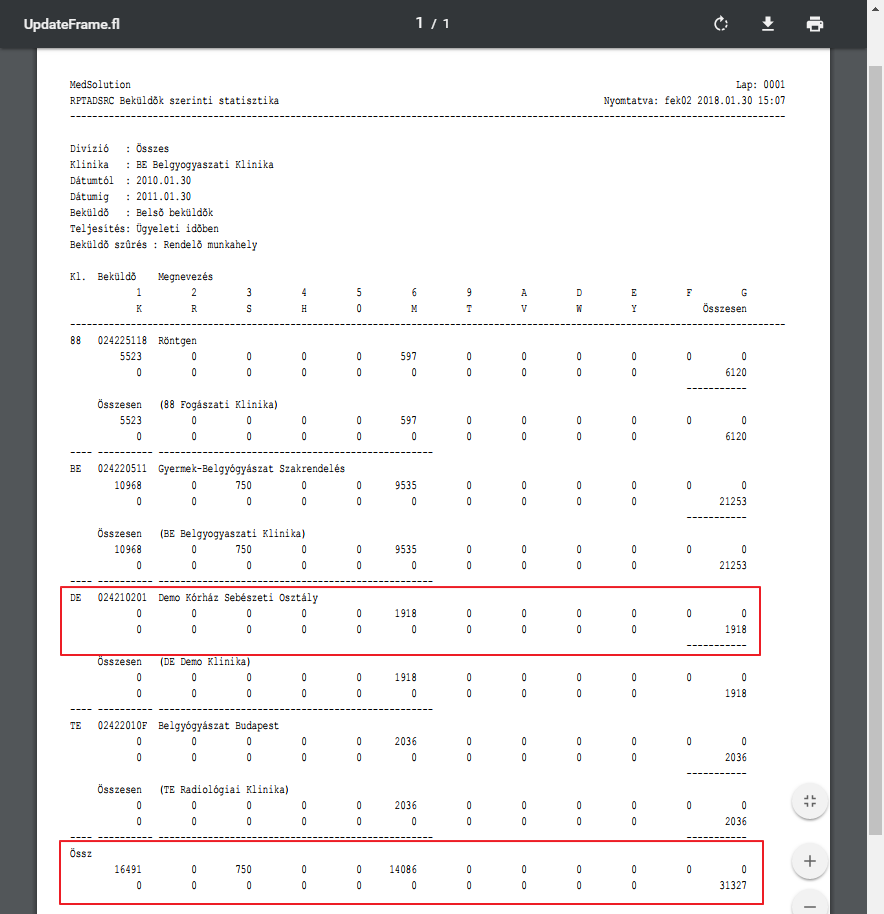 UpdateFrame.fl 1 / 1
MedSolution Lap: 0001
RPTADSRC Beküldõk szerinti statisztika Nyomtatva: fek02 2018.01.30 15:07
Divízió : Összes
Klinika : BE Belgyogyaszati Klinika
Dátumtól : 2010.01.30
Dátumig : 2011.01.30
Beküldõ : Belsõ beküldõk
Teljesítés: Ügyeleti idõben
Beküldõ szûrés : Rendelõ munkahely
Kl. Beküldõ Megnevezés
1 2 3 4 5 6 9 A D E F G
K R S H O M T V W Y Összesen
88 024225118 Röntgen
5523 0 0 0 0 597 0 0 0 0 0 0
0 0 0 0 0 0 0 0 0 0 6120
Összesen (88 Fogászati Klinika)
5523 0 0 0 0 597 0 0 0 0 0 0
0 0 0 0 0 0 0 0 0 0 6120
BE 024220511 Gyermek-Belgyógyászat Szakrendelés
10968 0 750 0 0 9535 0 0 0 0 0 0
0 0 0 0 0 0 0 0 0 0 21253
Összesen (BE Belgyogyaszati Klinika)
10968 0 750 0 0 9535 0 0 0 0 0 0
0 0 0 0 0 0 0 0 0 0 21253
DE 024210201 Demo Kórház Sebészeti Osztály
0 0 0 0 0 1918 0 0 0 0 0 0
0 0 0 0 0 0 0 0 0 0 1918
Összesen (DE Demo Klinika)
0 0 0 0 0 1918 0 0 0 0 0 0
0 0 0 0 0 0 0 0 0 0 1918
TE 02422010F Belgyógyászat Budapest
0 0 0 0 0 2036 0 0 0 0 0 0
0 0 0 0 0 0 0 0 0 0 2036
Összesen (TE Radiológiai Klinika)
0 0 0 0 0 2036 0 0 0 0 0 0
0 0 0 0 0 0 0 0 0 0 2036
Össz
16491 0 750 0 0 14086 0 0 0 0 0 0
0 0 0 0 0 0 0 0 0 0 31327